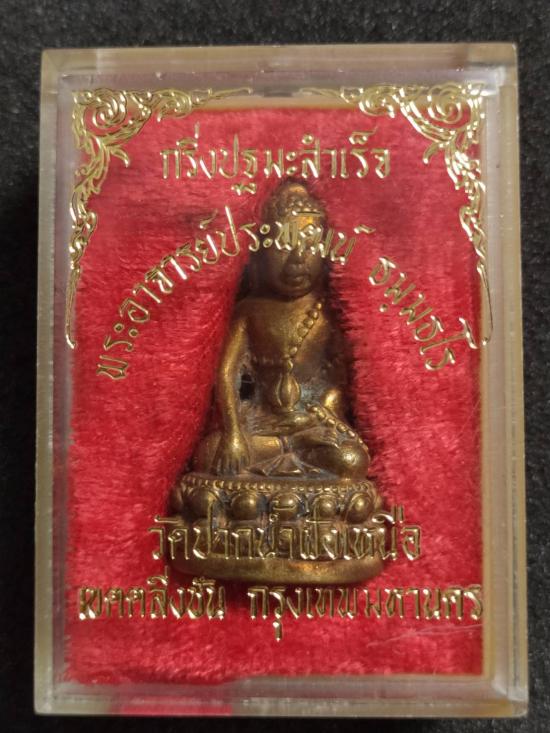 กริ่งปฐมะสำเร็จ
พระอาจารย์ประพฒน์ ธมฺมธโร
วัดปากน้ำฝั่งเหนือ
เขตตลิ่งชัน กรุงเทพมหานคร